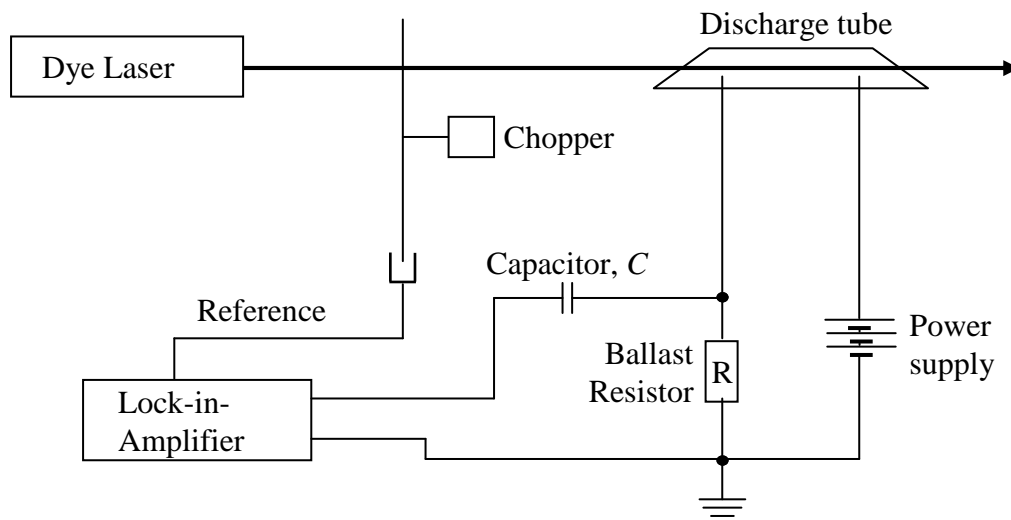 Discharge tube
Dye Laser
Chopper
Capacitor, C
Reference
Power
supply
Ballast
Resistor
R
Lock-in-
Amplifier